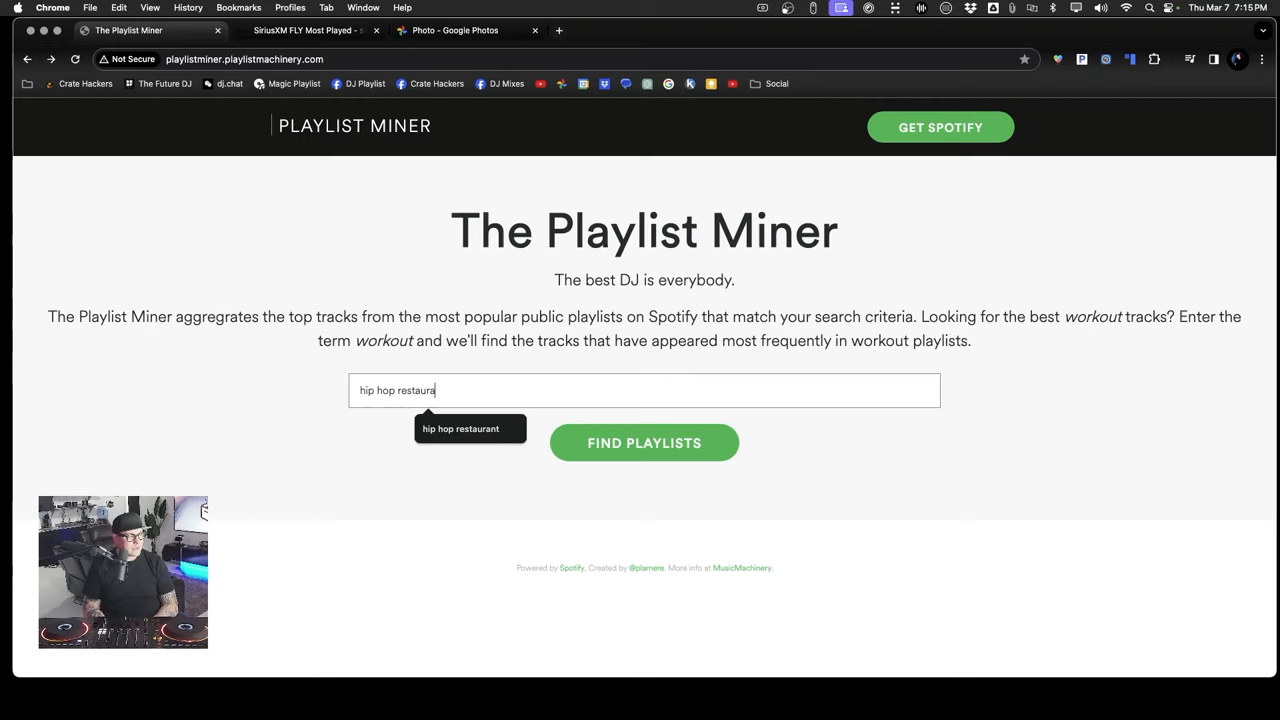 Chrome File Edit View History Bookmarks Profiles Tab Window Help Thu Mar 7 7:15 PM
The Playlist Miner SiriusXM FLY Most Played - Photo - Google Photos
Not Secure playlistminer.playlistmachinery.com
Crate Hackers The Future DJ dj.chat Magic Playlist DJ Playlist Crate Hackers DJ Mixes Social
PLAYLIST MINER GET SPOTIFY
The Playlist Miner
The best DJ is everybody.
The Playlist Miner aggregrates the top tracks from the most popular public playlists on Spotify that match your search criteria. Looking for the best workout tracks? Enter the
term workout and we'll find the tracks that have appeared most frequently in workout playlists.
hip hop restaura
hip hop restaurant
FIND PLAYLISTS
Powered by Spotify. Created by @plamere. More info at MusicMachinery.